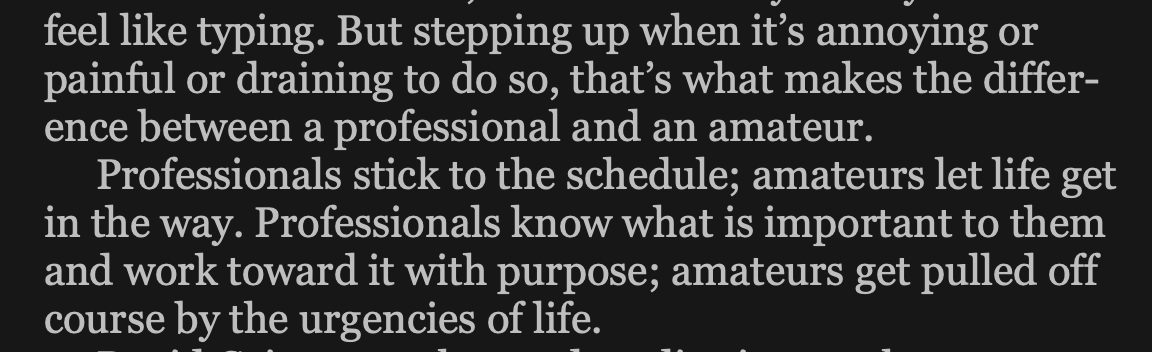 feel like typing. But stepping up when it’s annoying or
painful or draining to do so, that’s what makes the differ-
ence between a professional and an amateur.
Professionals stick to the schedule; amateurs let life get
in the way. Professionals know what is important to them
and work toward it with purpose; amateurs get pulled off
course by the urgencies of life.